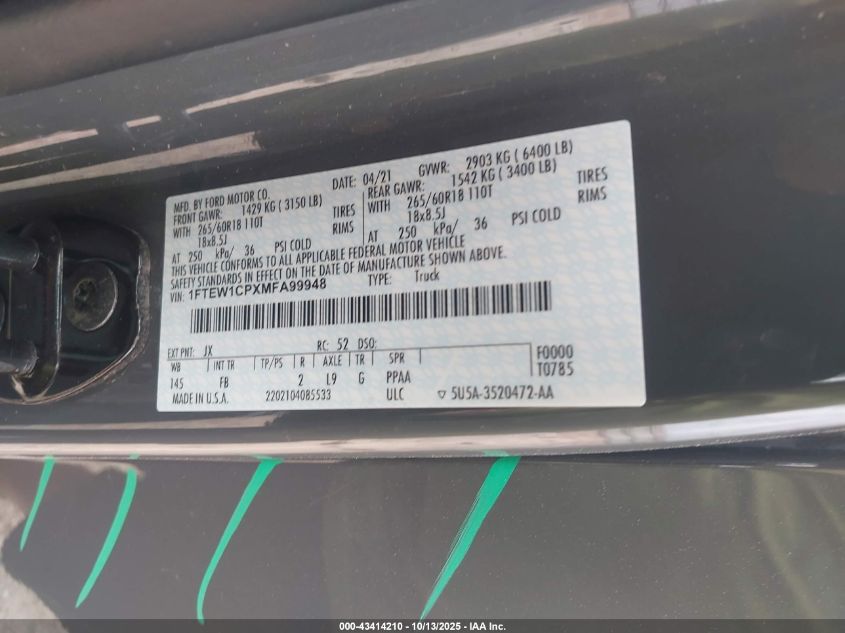 MFD. BY FORD MOTOR CO.
DATE: 04/21 GVWR: 2903 KG ( 6400 LB)
FRONT GAWR: 1429 KG ( 3150 LB) REAR GAWR: 1542 KG ( 3400 LB)
WITH 265/60R18 110T TIRES WITH 265/60R18 110T TIRES
18x8.5J RIMS 18x8.5J RIMS
AT 250 kPa/ 36 PSI COLD AT 250 kPa/ 36 PSI COLD
THIS VEHICLE CONFORMS TO ALL APPLICABLE FEDERAL MOTOR VEHICLE
SAFETY STANDARDS IN EFFECT ON THE DATE OF MANUFACTURE SHOWN ABOVE.
VIN: 1FTEW1CPXMFA99948 TYPE: Truck
EXT PNT: JX RC: 52 DSO: F0000
WB INT TR TP/PS R AXLE TR SPR T0785
145 FB 2 L9 G PPAA
MADE IN U.S.A. 2202104085533 ULC ▽ 5U5A-3520472-AA
000-43414210 - 10/13/2025 - IAA Inc.